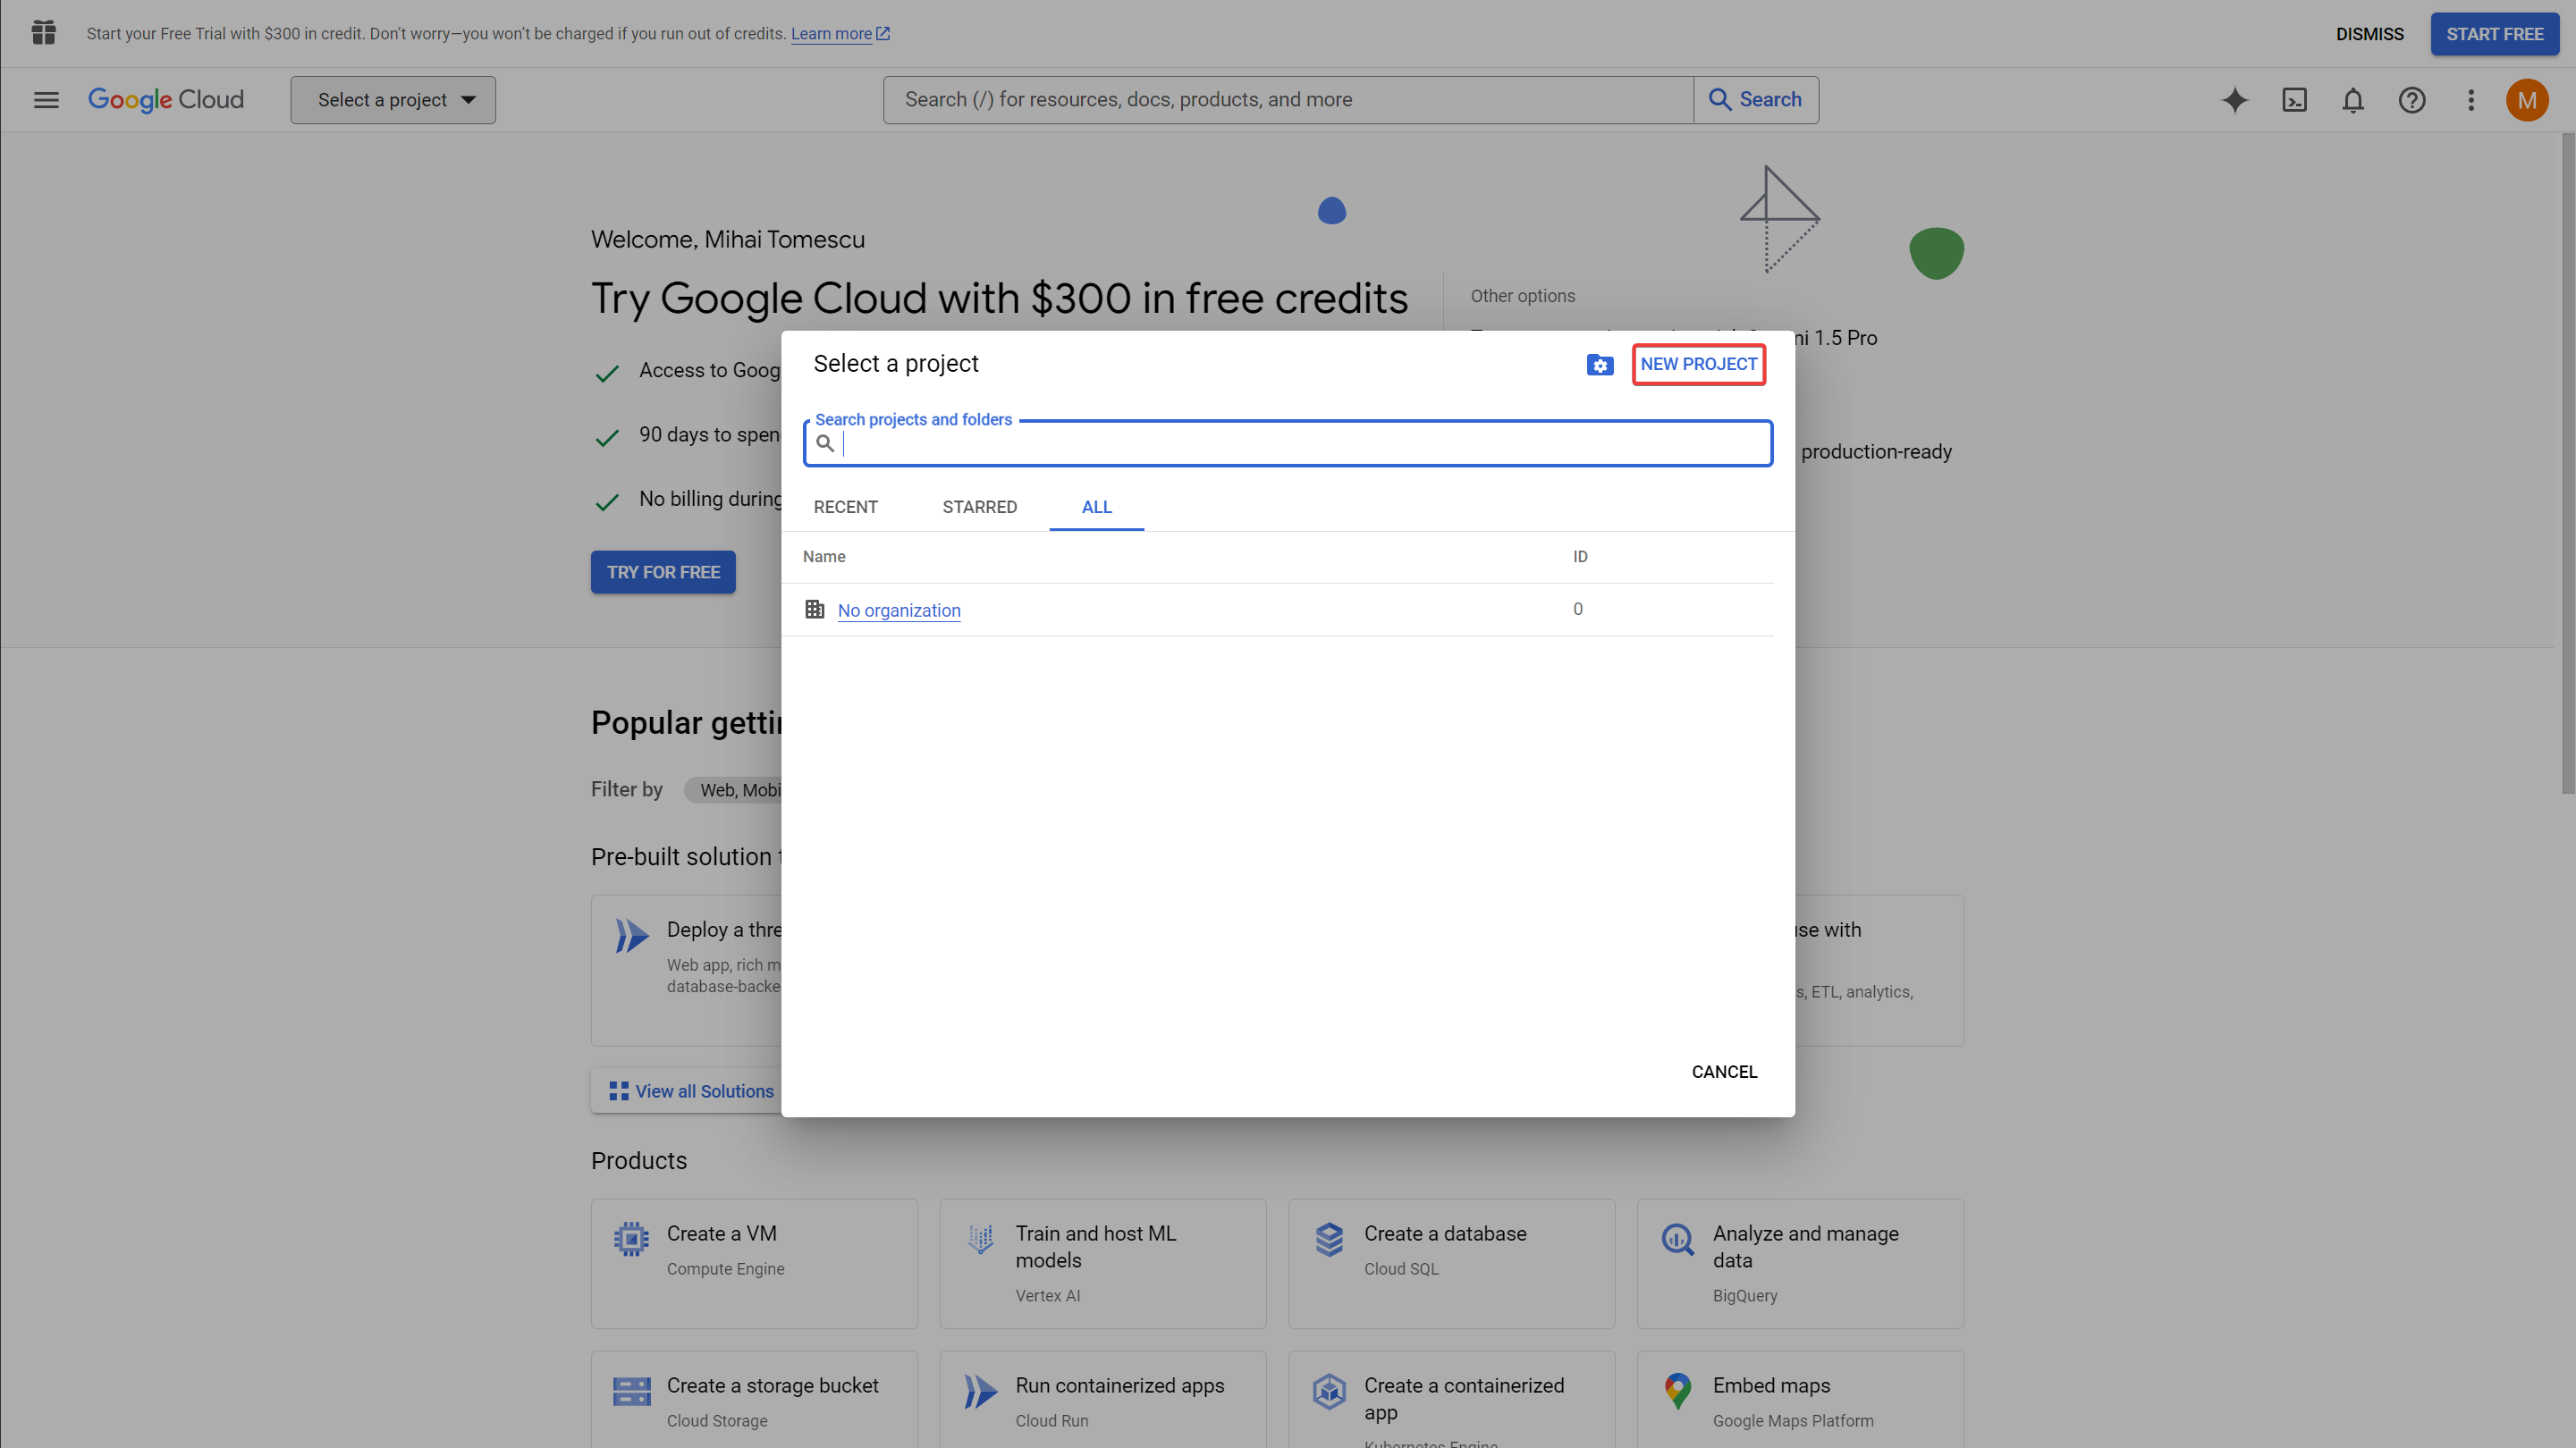 Start your Free Trial with $300 in credit. Don’t worry—you won’t be charged if you run out of credits. Learn more
DISMISS
START FREE
Google Cloud
Select a project
Search (/) for resources, docs, products, and more
Search
M
Welcome, Mihai Tomescu
Try Google Cloud with $300 in free credits
Other options
ni 1.5 Pro
Access to Goog
90 days to spen
production-ready
No billing during
TRY FOR FREE
Select a project
NEW PROJECT
Search projects and folders
RECENT
STARRED
ALL
Name
ID
No organization
0
CANCEL
Popular gettin
Filter by
Web, Mobi
Pre-built solution t
Deploy a thre
Web app, rich m
database-backe
use with
s, ETL, analytics,
View all Solutions
Products
Create a VM
Compute Engine
Train and host ML
models
Vertex AI
Create a database
Cloud SQL
Analyze and manage
data
BigQuery
Create a storage bucket
Cloud Storage
Run containerized apps
Cloud Run
Create a containerized
app
Kubernetes Engine
Embed maps
Google Maps Platform